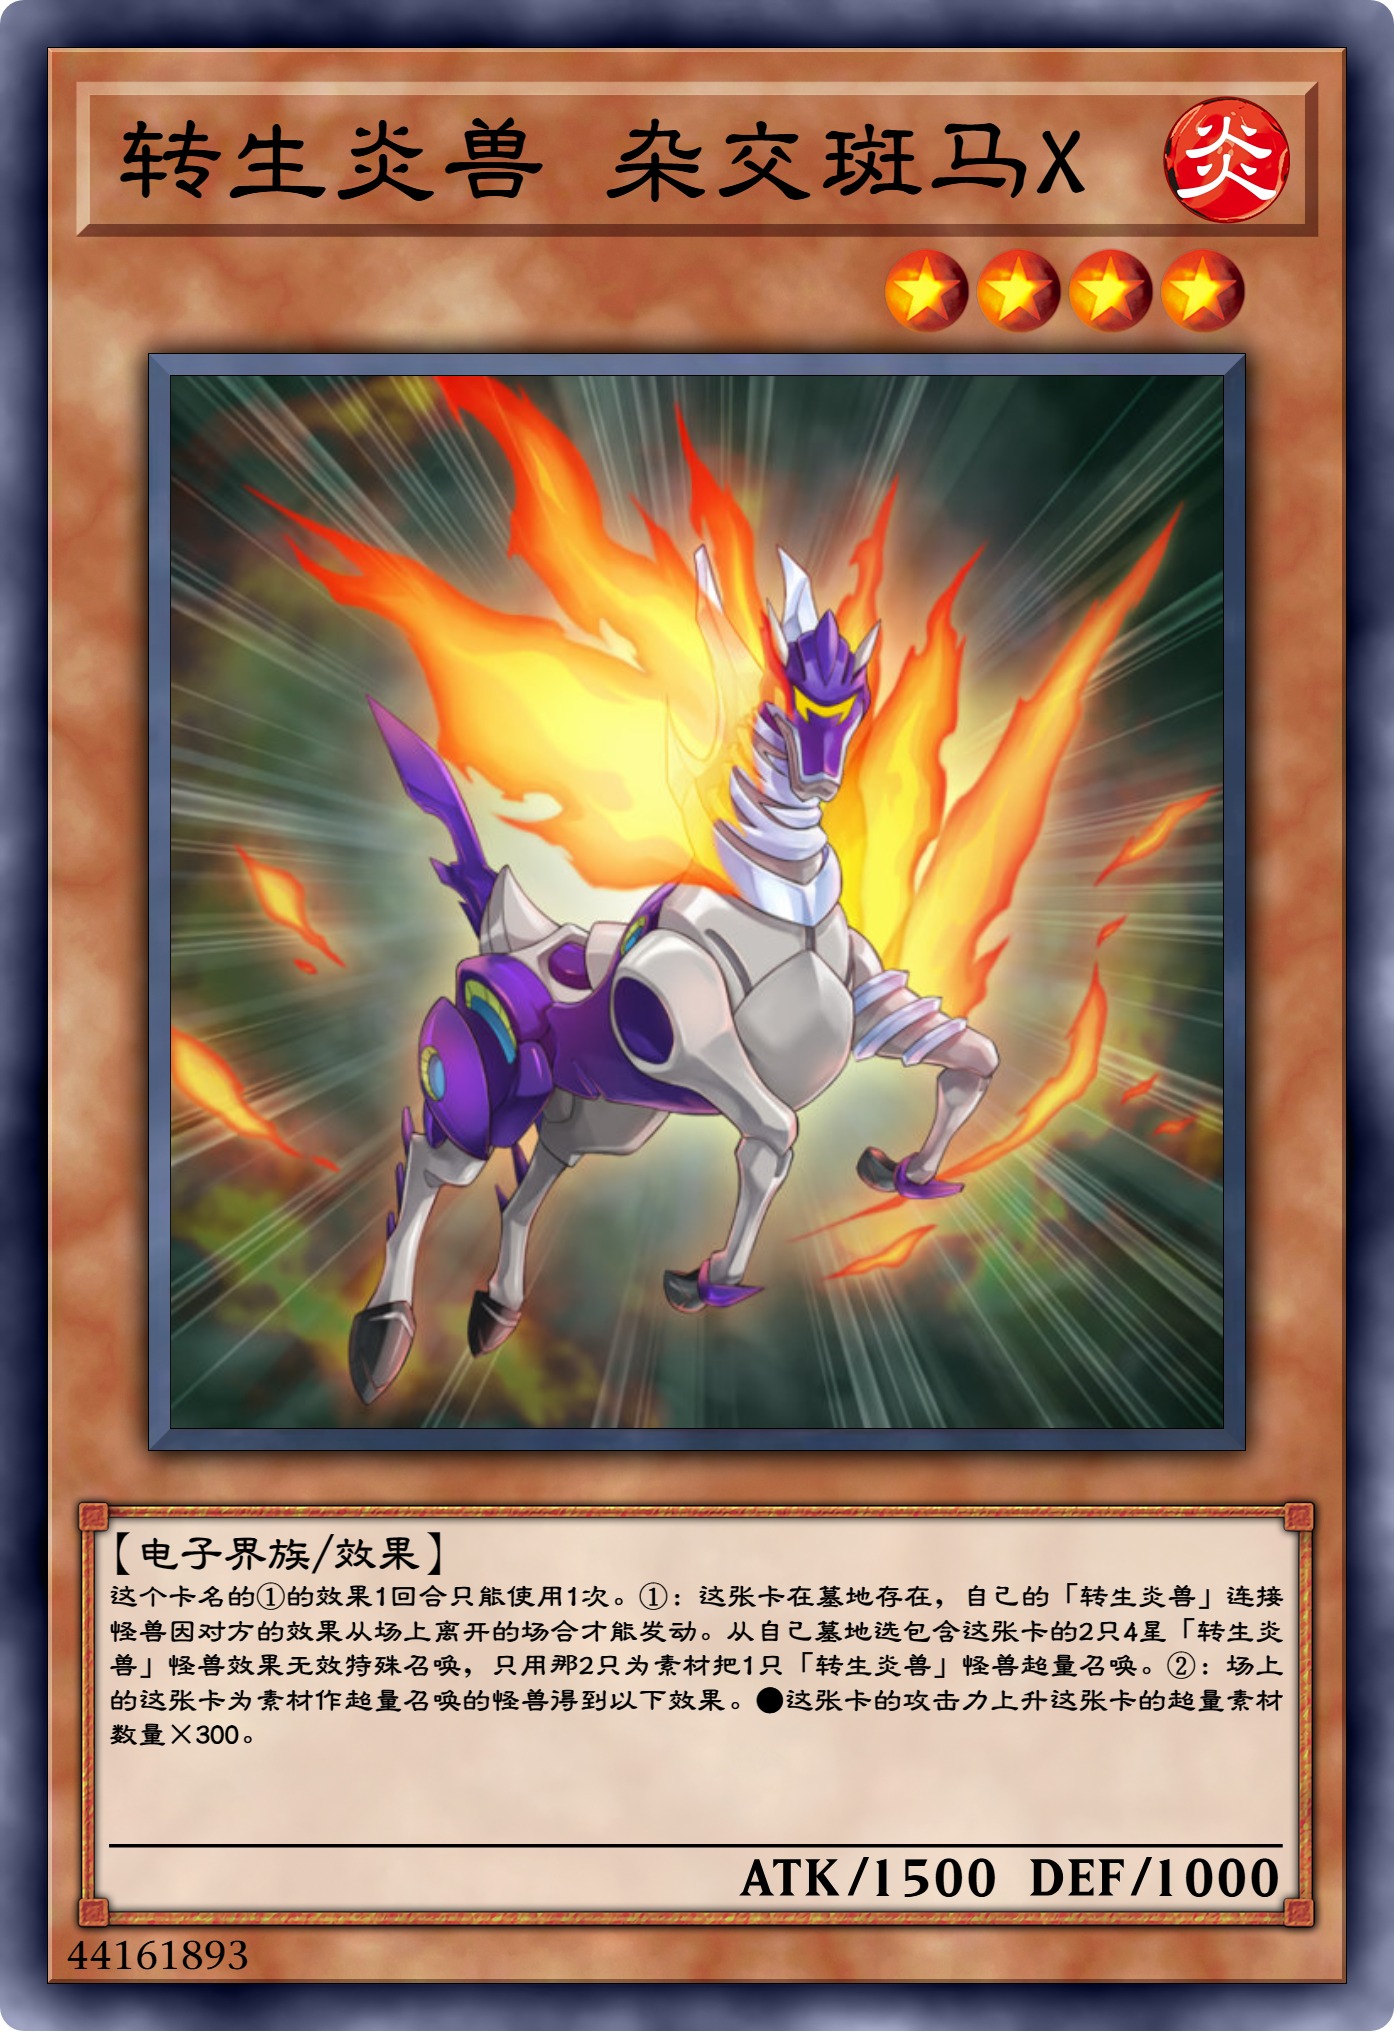 转生炎兽 杂交斑马X
炎
【电子界族/效果】
这个卡名的①的效果1回合只能使用1次。①：这张卡在墓地存在，自己的「转生炎兽」连接
怪兽因对方的效果从场上离开的场合才能发动。从自己墓地选包含这张卡的2只4星「转生炎
兽」怪兽效果无效特殊召唤，只用那2只为素材把1只「转生炎兽」怪兽超量召唤。②：场上
的这张卡为素材作超量召唤的怪兽得到以下效果。●这张卡的攻击力上升这张卡的超量素材
数量×300。
ATK/1500 DEF/1000
44161893